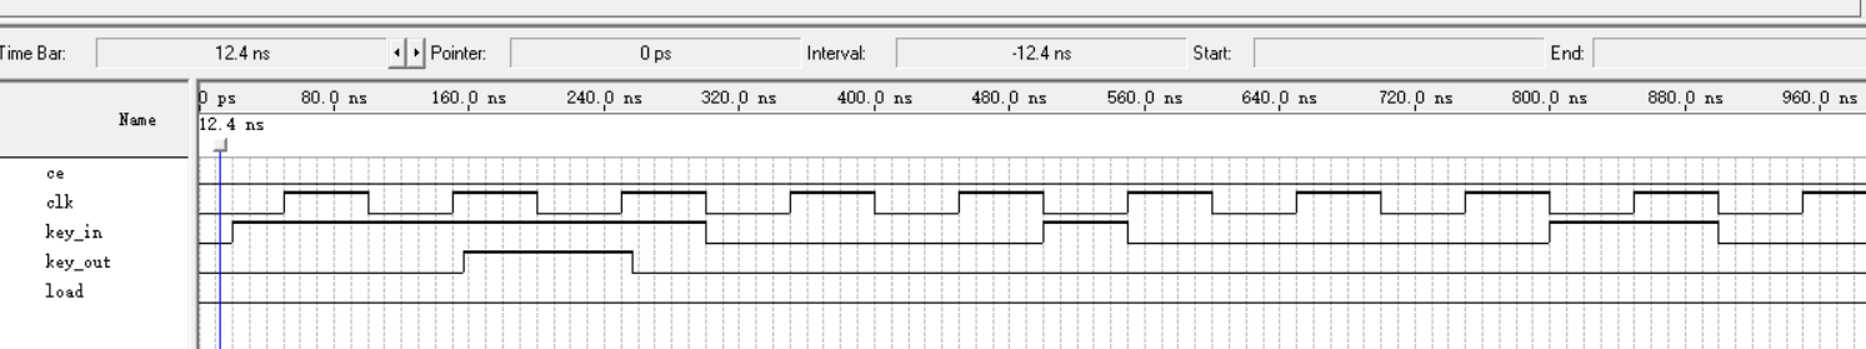 Time Bar: 12.4 ns Pointer: 0 ps Interval: -12.4 ns Start: End:
0 ps 80.0 ns 160.0 ns 240.0 ns 320.0 ns 400.0 ns 480.0 ns 560.0 ns 640.0 ns 720.0 ns 800.0 ns 880.0 ns 960.0 ns
Name
12.4 ns
ce
clk
key_in
key_out
load